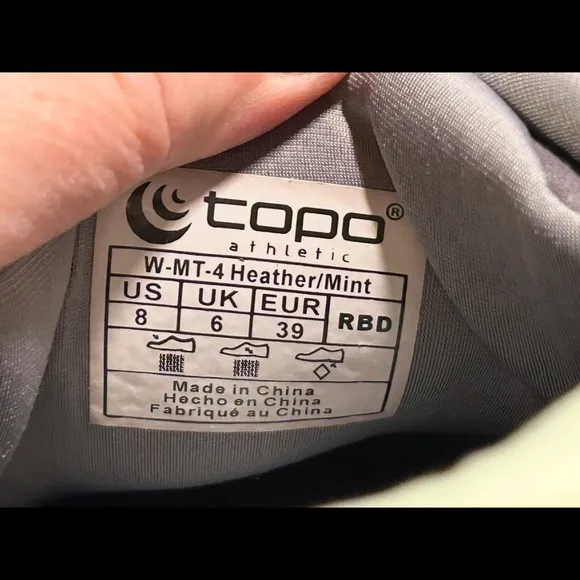 topo®
athletic
W-MT-4 Heather/Mint
US UK EUR RBD
8 6 39
Made in China
Hecho en China
Fabriqué au China